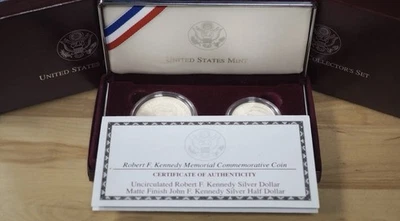 UNITED STATES
UNITED STATES MINT
COLLECTOR'S SET
Robert F. Kennedy Memorial Commemorative Coin
CERTIFICATE OF AUTHENTICITY
Uncirculated Robert F. Kennedy Silver Dollar
Matte Finish John F. Kennedy Silver Half Dollar